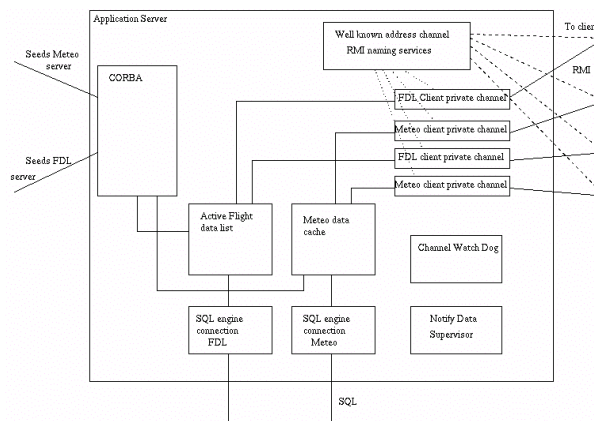 Application Server
To client
Well known address channel
RMI naming services
Seeds Meteo
server
CORBA
RMI
FDL Client private channel
Meteo client private channel
FDL client private channel
Meteo client private channel
Seeds FDL
server
Active Flight
data list
Meteo data
cache
Channel Watch Dog
SQL engine
connection
FDL
SQL engine
connection
Meteo
Notify Data
Supervisor
SQL